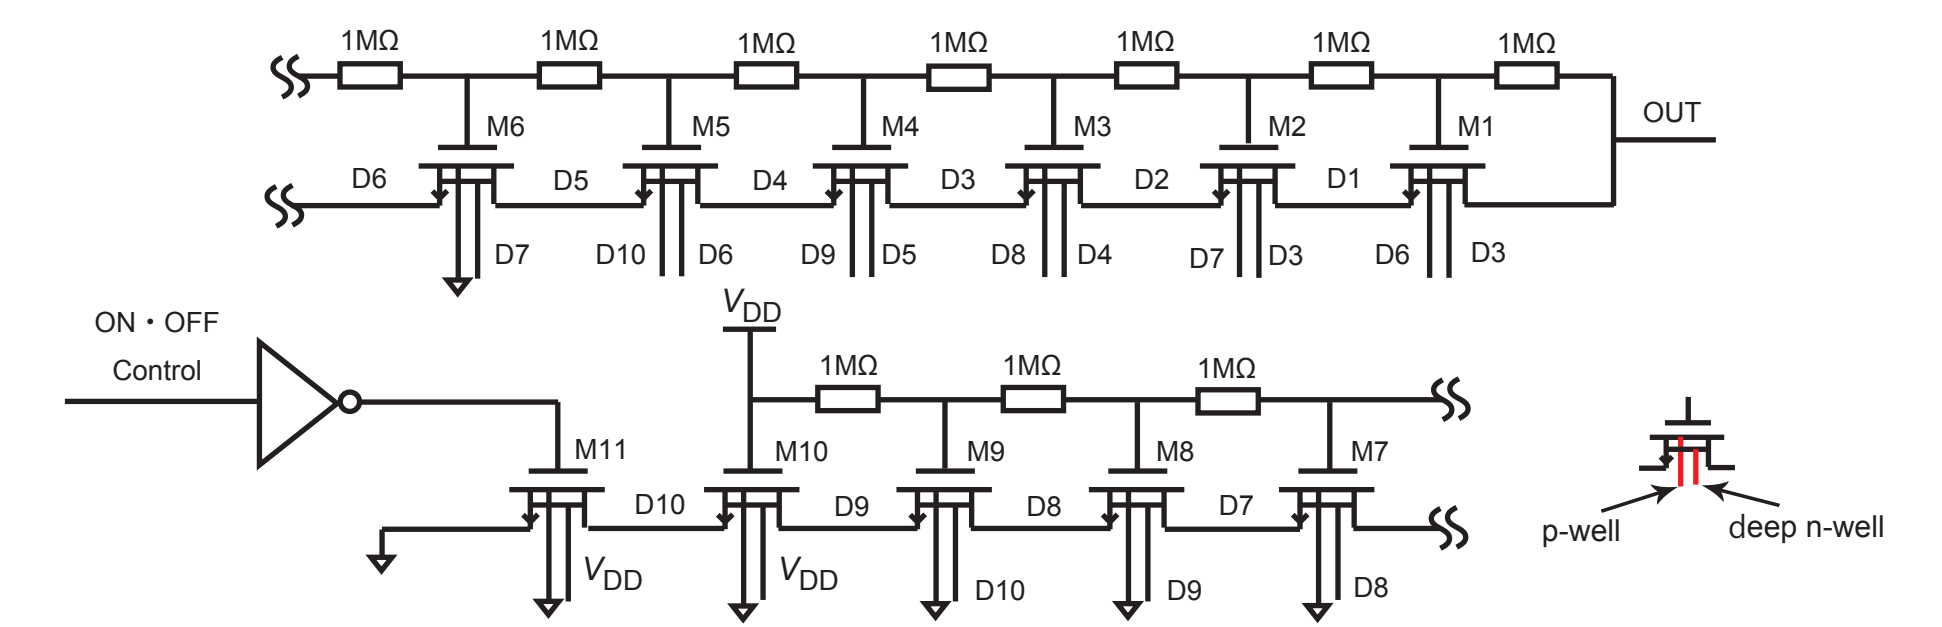 1MΩ 1MΩ 1MΩ 1MΩ 1MΩ 1MΩ 1MΩ
OUT
M6 M5 M4 M3 M2 M1
D6 D5 D4 D3 D2 D1
D7 D10 D6 D9 D5 D8 D4 D7 D3 D6 D3
VDD
ON・OFF
Control
1MΩ 1MΩ 1MΩ
M11 M10 M9 M8 M7
D10 D9 D8 D7
VDD VDD D10 D9 D8
p-well deep n-well